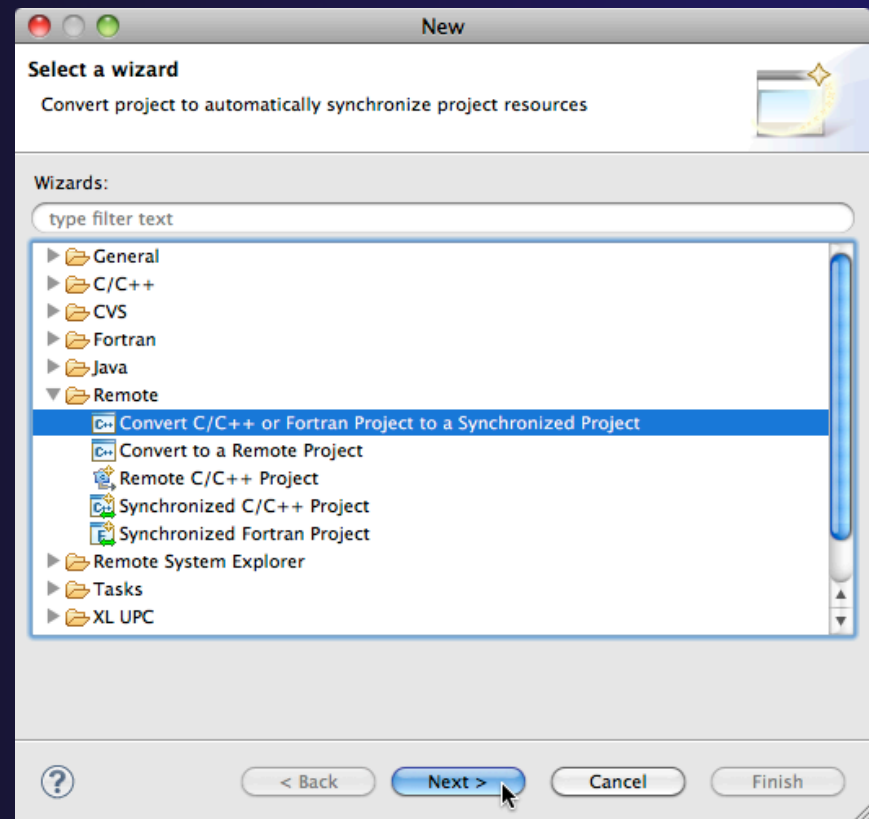 New
Select a wizard
Convert project to automatically synchronize project resources
Wizards:
type filter text
General
C/C++
CVS
Fortran
Java
Remote
C++ Convert C/C++ or Fortran Project to a Synchronized Project
C++ Convert to a Remote Project
Remote C/C++ Project
Synchronized C/C++ Project
Synchronized Fortran Project
Remote System Explorer
Tasks
XL UPC
? < Back Next > Cancel Finish